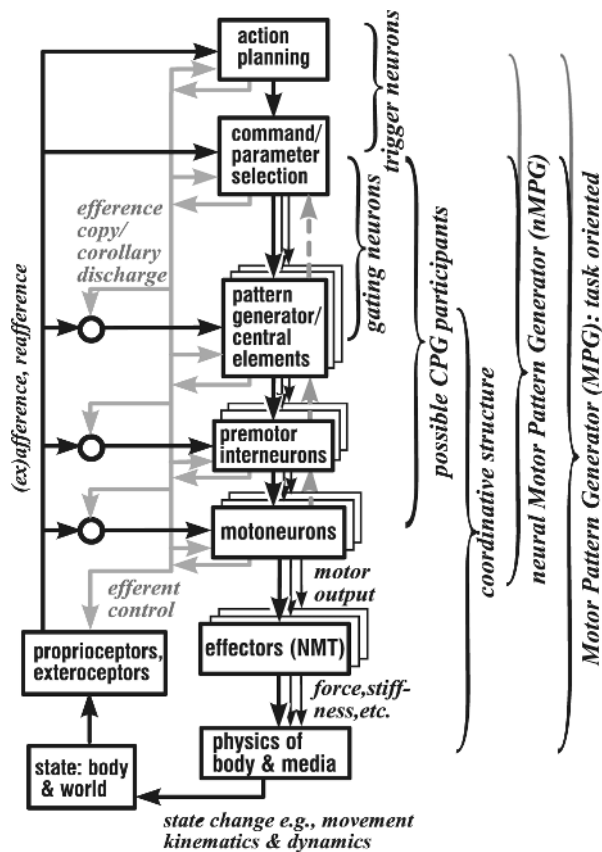 action
planning
command/
parameter
selection
efference
copy/
corollary
discharge
pattern
generator/
central
elements
premotor
interneurons
motoneurons
efferent
control
motor
output
proprioceptors,
exteroceptors
effectors (NMT)
force,stiff-
ness,etc.
physics of
body & media
state: body
& world
state change e.g., movement
kinematics & dynamics
(ex)afference, reafference
trigger neurons
gating neurons
possible CPG participants
coordinative structure
neural Motor Pattern Generator (nMPG)
Motor Pattern Generator (MPG): task oriented